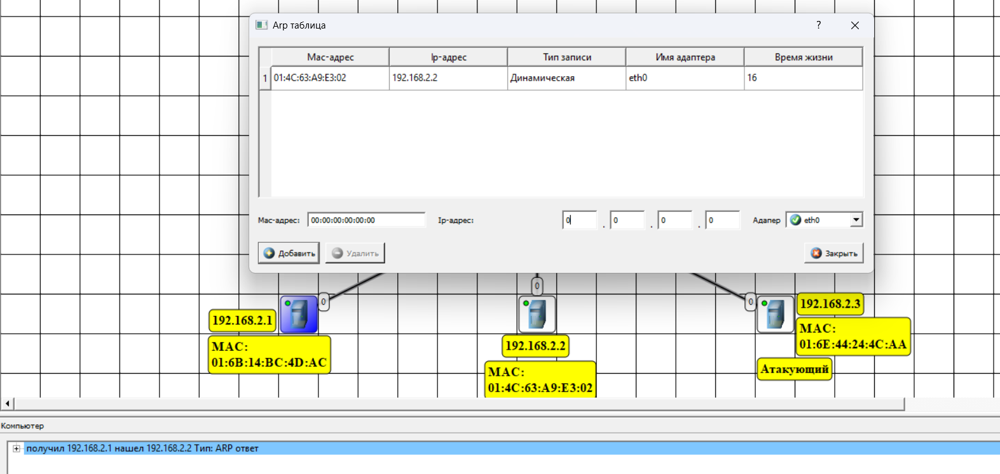 Arp таблица
?
Mac-адрес Ip-адрес Тип записи Имя адаптера Время жизни
1 01:4C:63:A9:E3:02 192.168.2.2 Динамическая eth0 16
Mac-адрес: 00:00:00:00:00:00 Ip-адрес: 0 . 0 . 0 . 0 Адапер eth0
Добавить Удалить Закрыть
0
0
0
192.168.2.1
MAC:
01:6B:14:BC:4D:AC
192.168.2.2
MAC:
01:4C:63:A9:E3:02
192.168.2.3
MAC:
01:6E:44:24:4C:AA
Атакующий
Компьютер
получил 192.168.2.1 нашел 192.168.2.2 Тип: ARP ответ